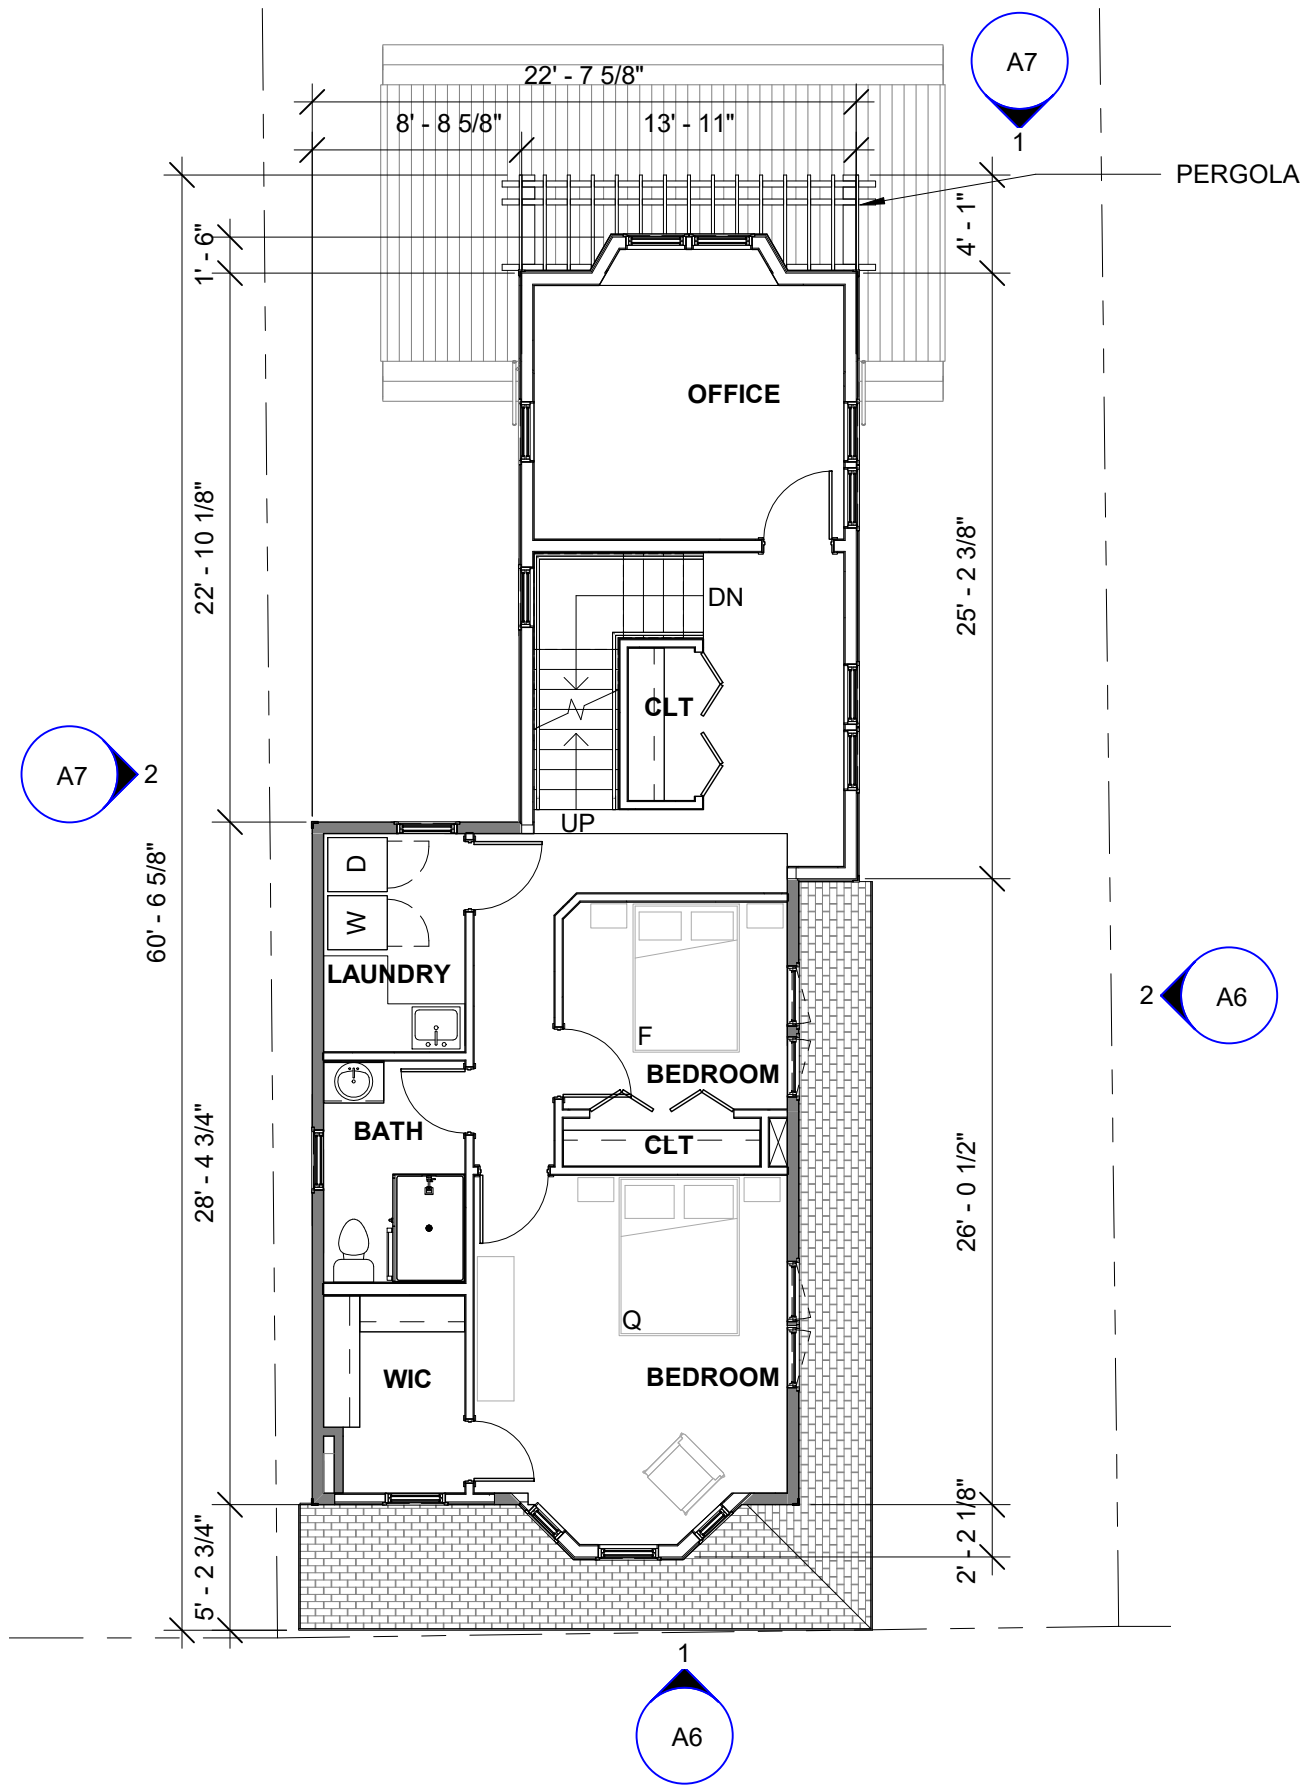 A7
1
22' - 7 5/8"
8' - 8 5/8"
13' - 11"
PERGOLA
1' - 6"
4' - 1"
OFFICE
22' - 10 1/8"
25' - 2 3/8"
DN
CLT
A7
2
UP
60' - 6 5/8"
D
W
LAUNDRY
2
A6
F
BEDROOM
BATH
CLT
28' - 4 3/4"
26' - 0 1/2"
Q
WIC
BEDROOM
5' - 2 3/4"
2' - 2 1/8"
1
A6